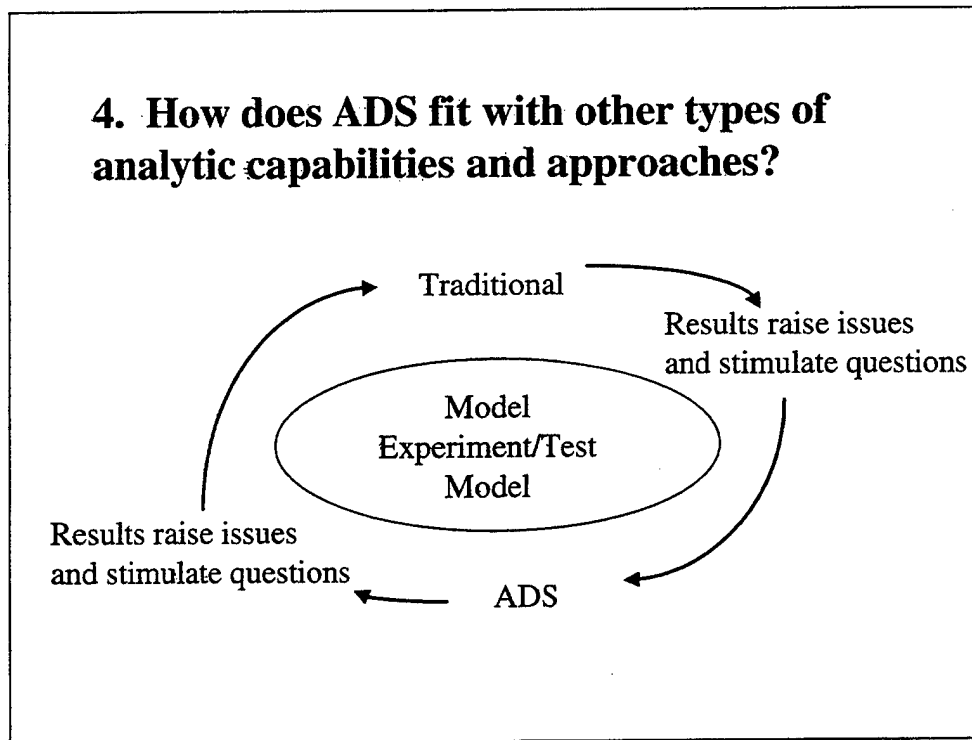 4. How does ADS fit with other types of
analytic capabilities and approaches?
Traditional
Results raise issues
and stimulate questions
Model
Experiment/Test
Model
Results raise issues
and stimulate questions
ADS